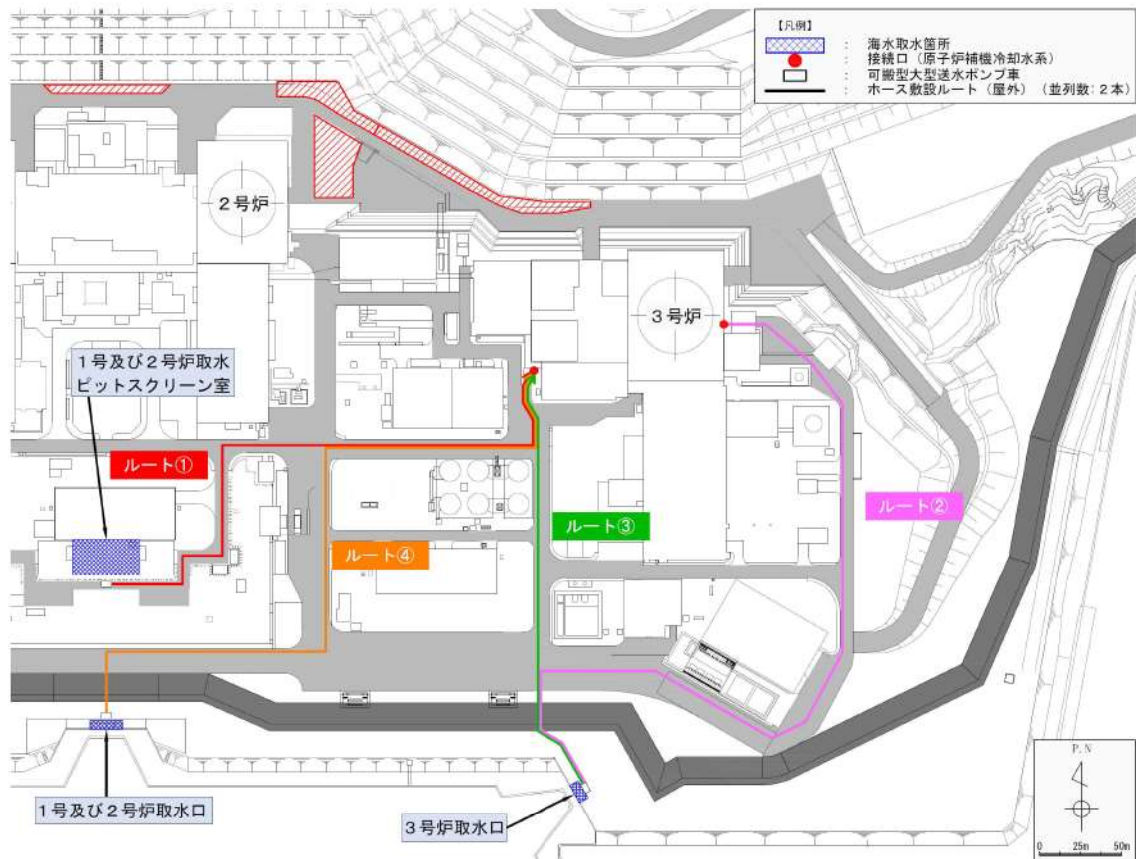 【凡例】
： 海水取水箇所
： 接続口（原子炉補機冷却水系）
： 可搬型大型送水ポンプ車
： ホース敷設ルート（屋外）（並列数：2本）
2号炉
3号炉
1号及び2号炉取水
ピットスクリーン室
ルート①
ルート②
ルート③
ルート④
1号及び2号炉取水口
3号炉取水口
P.N
0 25m 50m